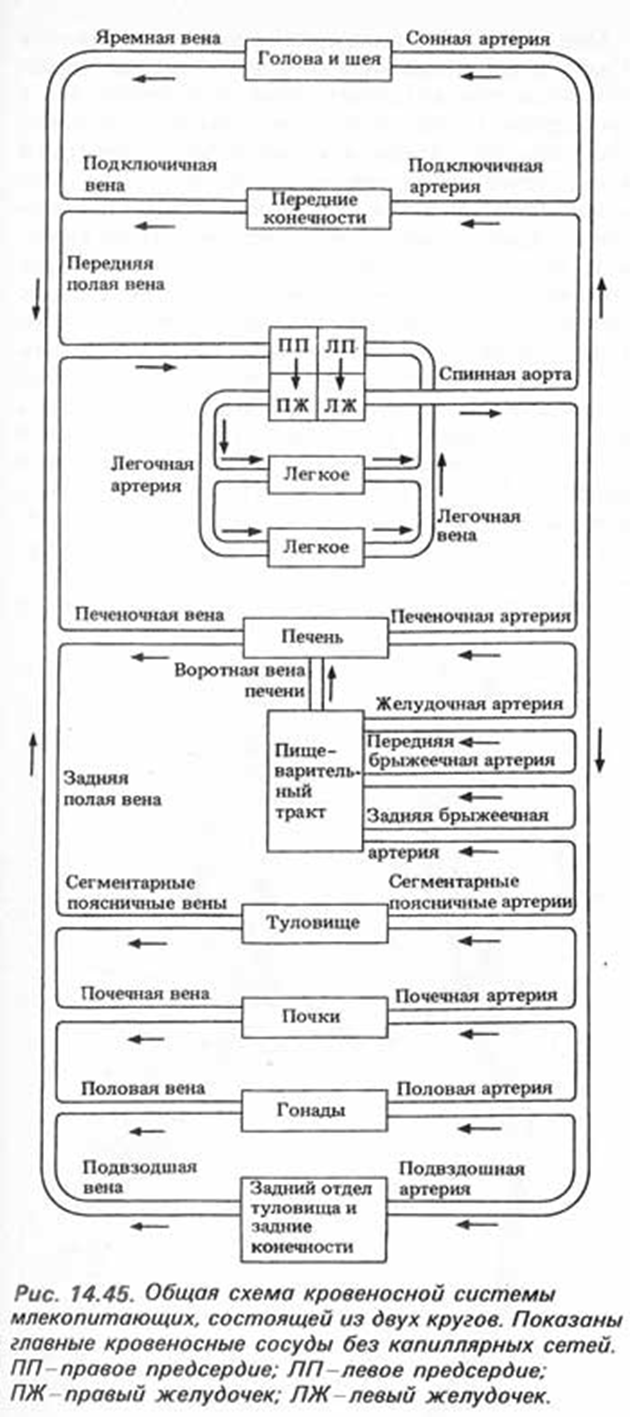 Яремная вена
Сонная артерия
Голова и шея
Подключичная
вена
Подключичная
артерия
Передние
конечности
Передняя
полая вена
ПП ЛП
Спинная аорта
ПЖ ЛЖ
Легочная
артерия
Легкое
Легочная
вена
Легкое
Печеночная вена
Печеночная артерия
Печень
Воротная вена
печени
Желудочная артерия
Пище-
варитель-
ный
тракт
Передняя
брыжеечная артерия
Задняя
полая вена
Задняя брыжеечная
артерия
Сегментарные
поясничные вены
Сегментарные
поясничные артерии
Туловище
Почечная вена
Почечная артерия
Почки
Половая вена
Половая артерия
Гонады
Подвзодшая
вена
Подвздошная
артерия
Задний отдел
туловища и
задние
конечности
Рис. 14.45. Общая схема кровеносной системы
млекопитающих, состоящей из двух кругов. Показаны
главные кровеносные сосуды без капиллярных сетей.
ПП–правое предсердие; ЛП–левое предсердие;
ПЖ–правый желудочек; ЛЖ–левый желудочек.